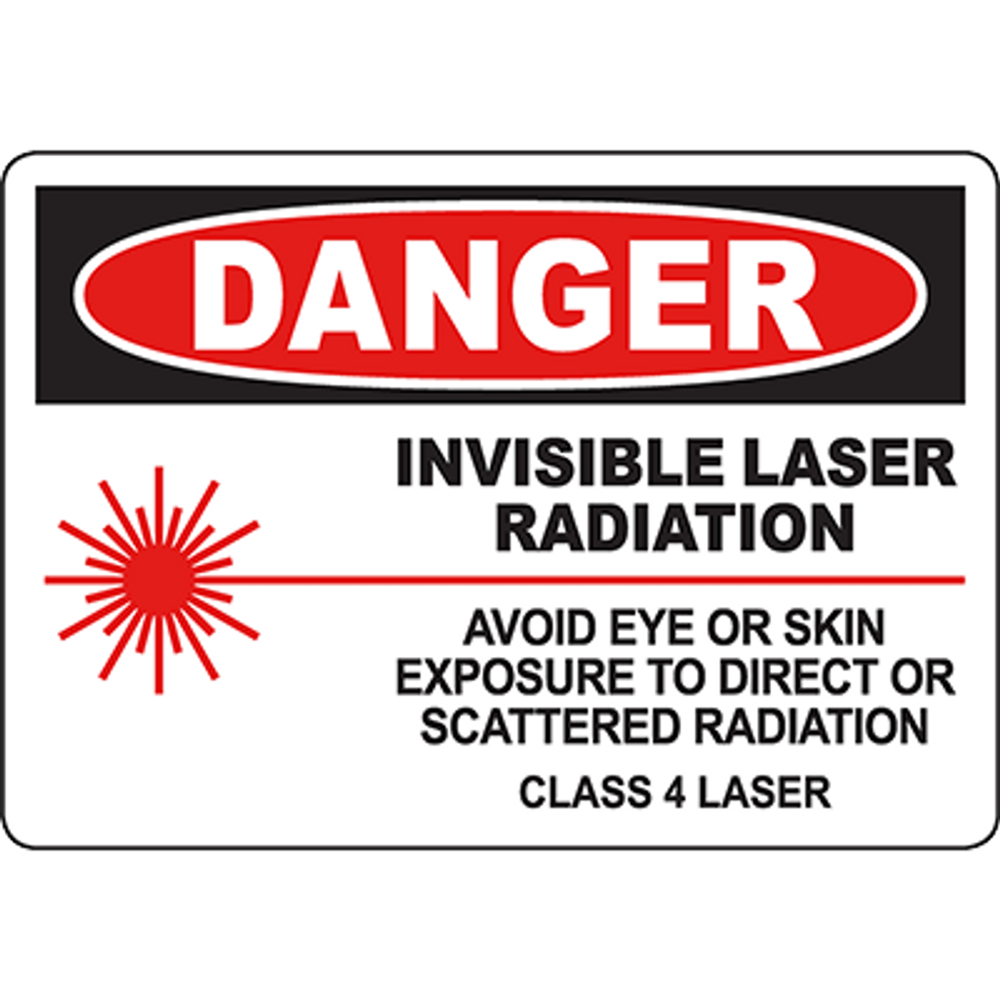 DANGER
INVISIBLE LASER
RADIATION
AVOID EYE OR SKIN
EXPOSURE TO DIRECT OR
SCATTERED RADIATION
CLASS 4 LASER